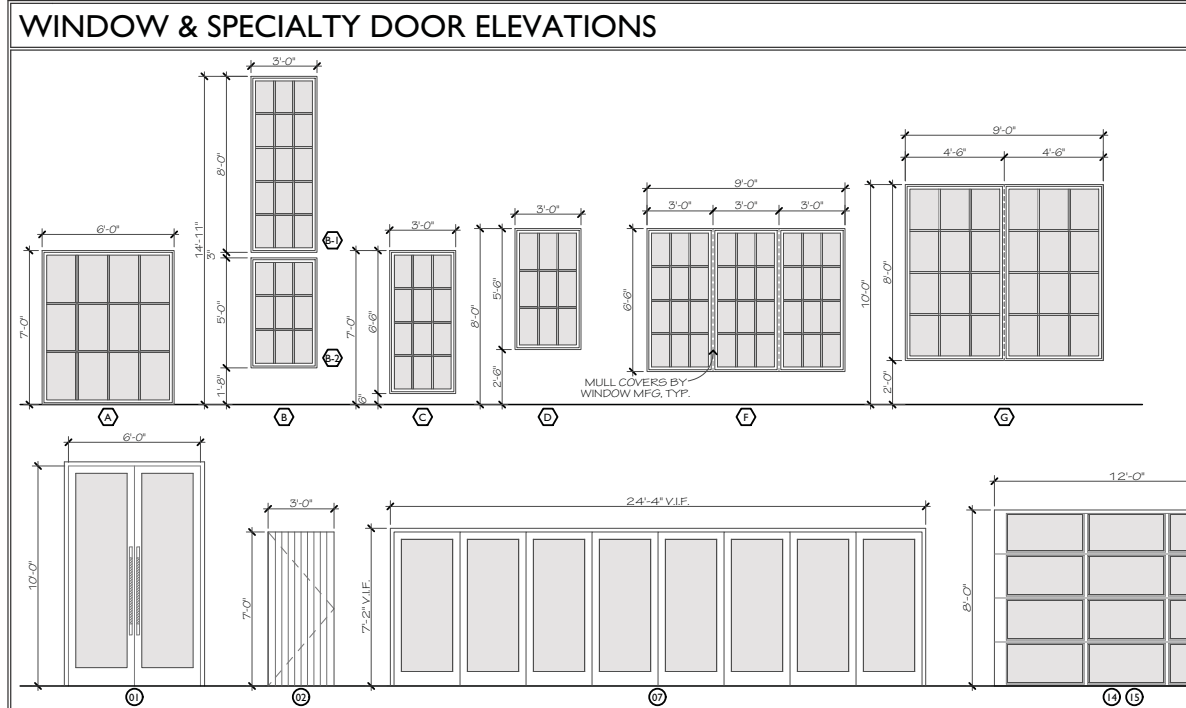 WINDOW & SPECIALTY DOOR ELEVATIONS
6'-0"
7'-0"
A
3'-0"
14'-11"
8'-0"
3"
5'-0"
1'-8"
B-1
B-2
B
3'-0"
7'-0"
6'-6"
6"
C
3'-0"
8'-0"
5'-6"
2'-6"
D
9'-0"
3'-0" 3'-0" 3'-0"
6'-6"
MULL COVERS BY
WINDOW MFG, TYP.
F
9'-0"
4'-6" 4'-6"
10'-0"
8'-0"
2'-0"
G
6'-0"
10'-0"
01
3'-0"
7'-0"
02
24'-4" V.I.F.
7'-2" V.I.F.
07
12'-0"
8'-0"
14 15